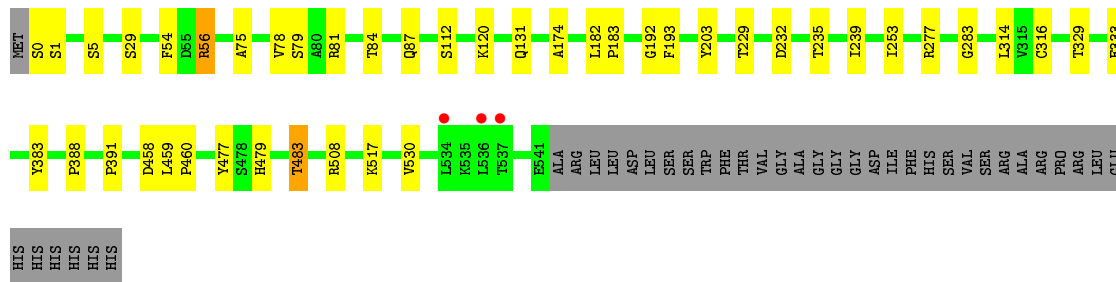 MET S0 S1 S5 S29 F54 D55 R56 A75 V78 S79 A80 R81 T84 Q87 S112 K120 Q131 A174 L182 P183 G192 F193 Y203 T229 D232 T235 I239 I253 R277 G283 L314 V315 C316 T329
Y383 P388 P391 D458 L459 P460 Y477 S478 H479 T483 R508 K517 V530 L534 K535 L536 T537 E541 ALA ARG LEU LEU ASP LEU SER SER TRP PHE THR VAL GLY ALA GLY GLY GLY ASP ILE PHE HIS SER VAL SER ARG ALA ARG PRO ARG LEU GLU
HIS HIS HIS HIS HIS HIS